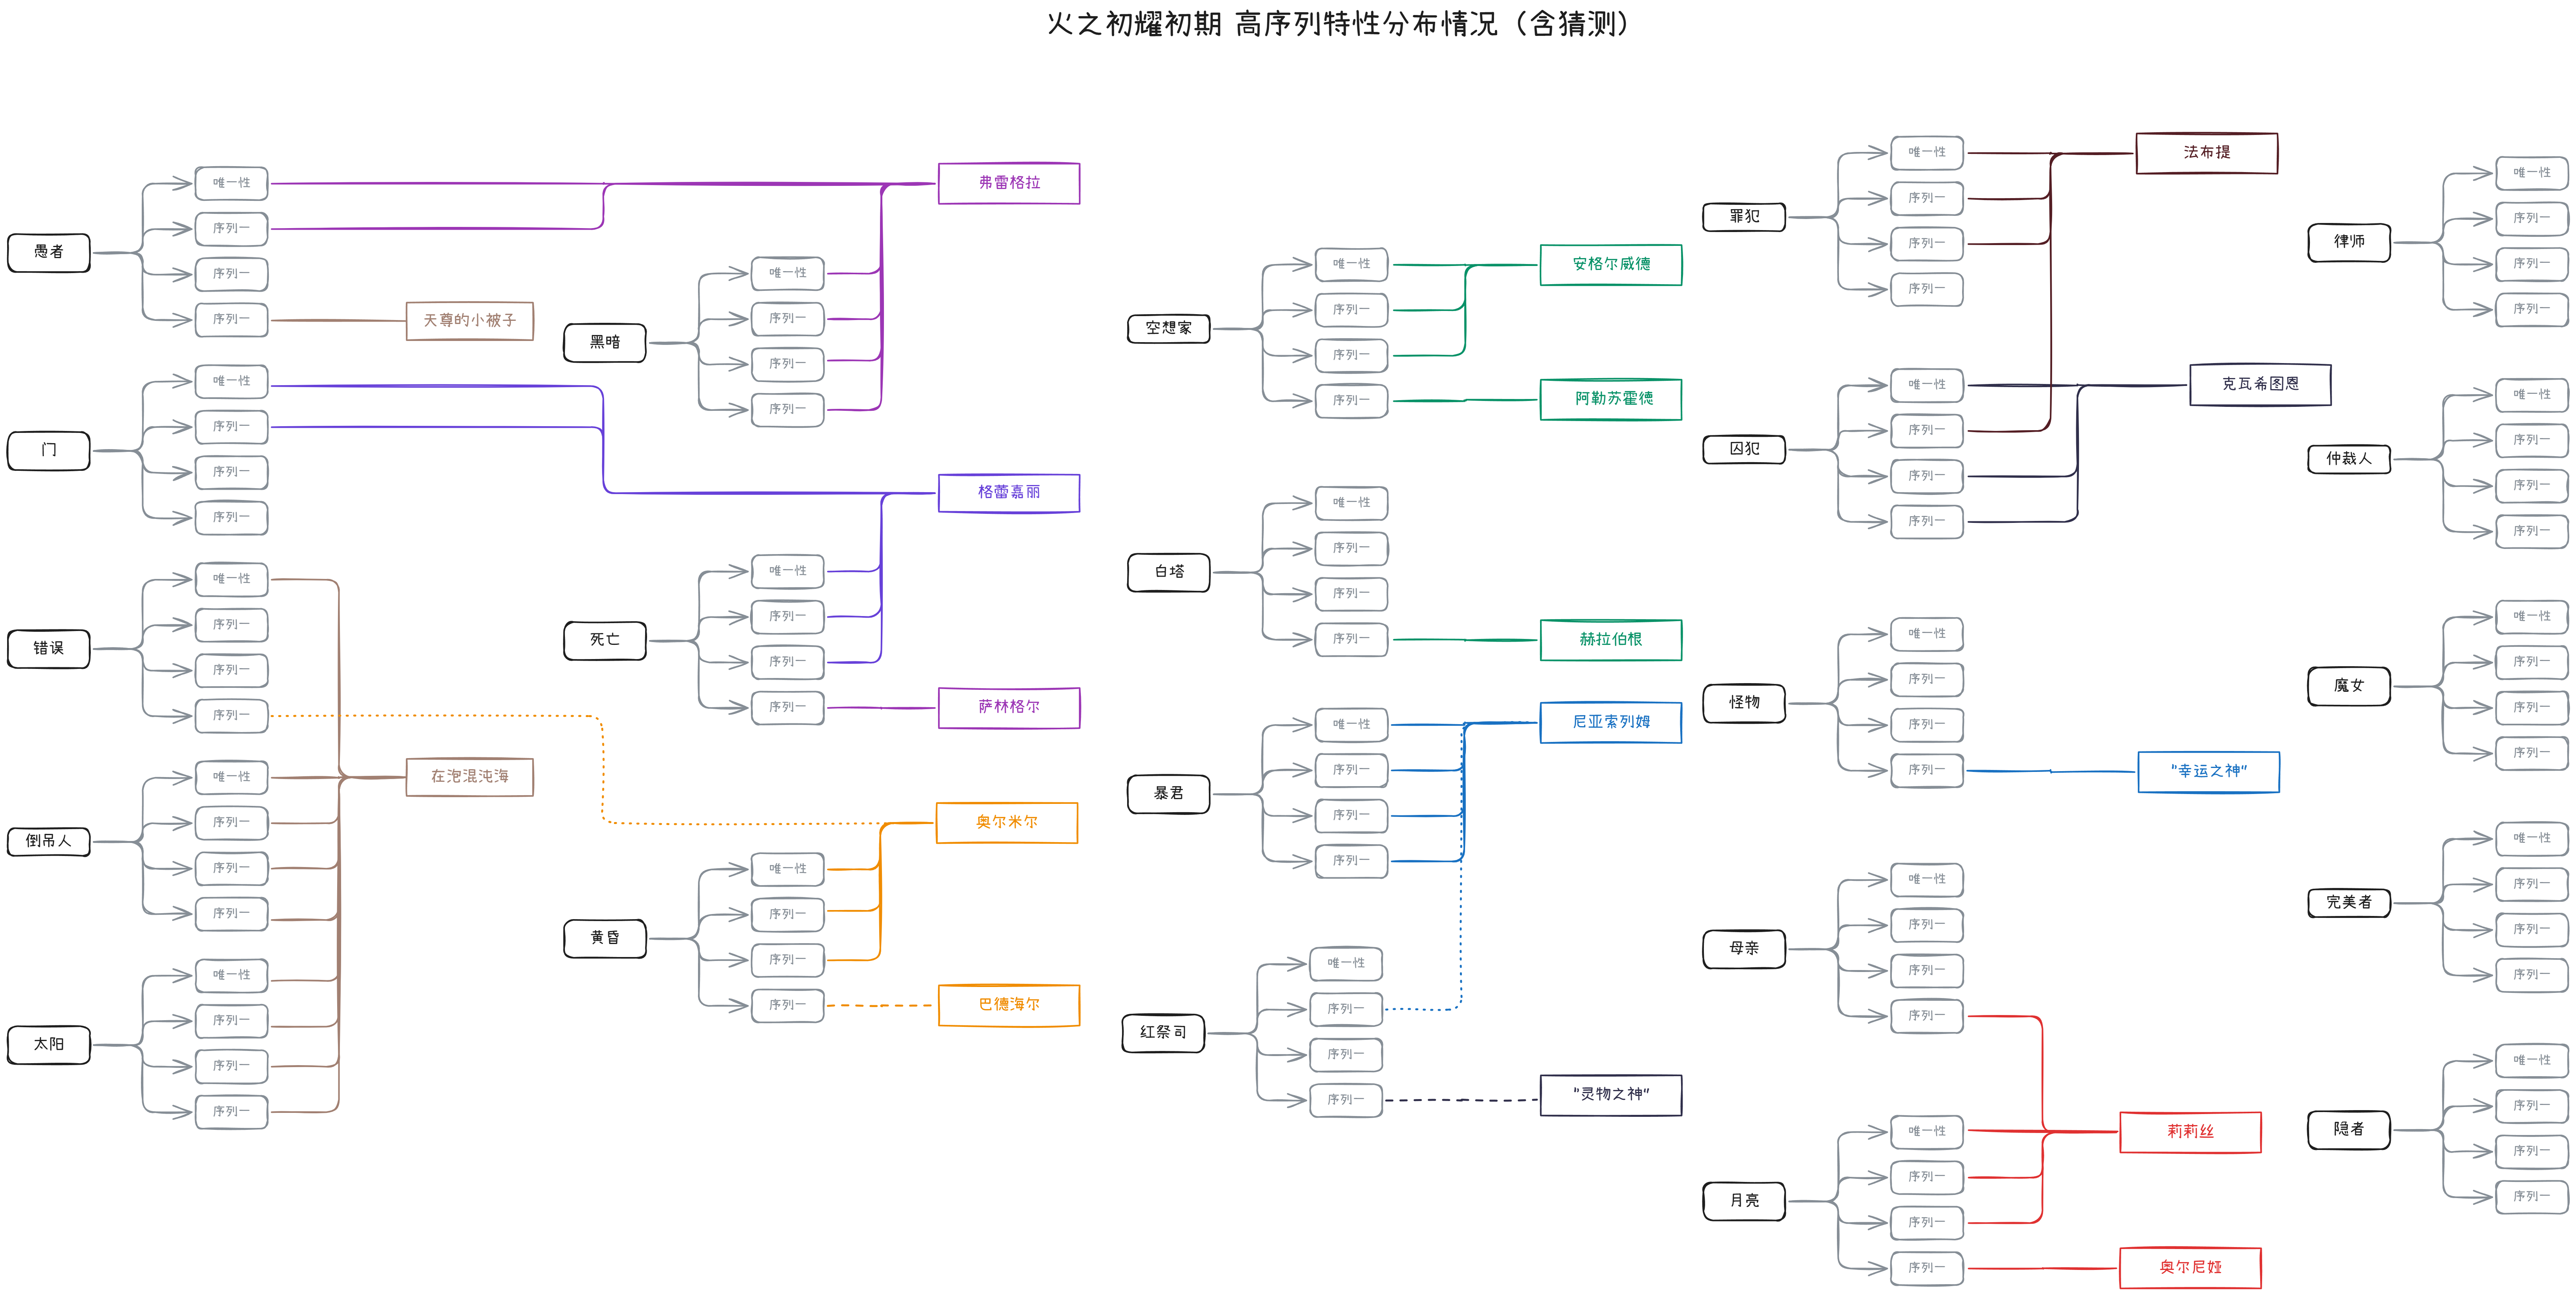 火之初耀初期 高序列特性分布情况（含猜测）
愚者
唯一性
序列一
序列一
序列一
天尊的小被子
门
唯一性
序列一
序列一
序列一
错误
唯一性
序列一
序列一
序列一
倒吊人
唯一性
序列一
序列一
序列一
在泡混沌海
太阳
唯一性
序列一
序列一
序列一
弗雷格拉
黑暗
唯一性
序列一
序列一
序列一
格蕾嘉丽
死亡
唯一性
序列一
序列一
序列一
萨林格尔
奥尔米尔
黄昏
唯一性
序列一
序列一
序列一
巴德海尔
空想家
唯一性
序列一
序列一
序列一
安格尔威德
阿勒苏霍德
白塔
唯一性
序列一
序列一
序列一
赫拉伯根
暴君
唯一性
序列一
序列一
序列一
尼亚索列姆
红祭司
唯一性
序列一
序列一
序列一
"灵物之神"
罪犯
唯一性
序列一
序列一
序列一
法布提
囚犯
唯一性
序列一
序列一
序列一
克瓦希图恩
怪物
唯一性
序列一
序列一
序列一
"幸运之神"
母亲
唯一性
序列一
序列一
序列一
月亮
唯一性
序列一
序列一
序列一
莉莉丝
奥尔尼娅
律师
唯一性
序列一
序列一
序列一
仲裁人
唯一性
序列一
序列一
序列一
魔女
唯一性
序列一
序列一
序列一
完美者
唯一性
序列一
序列一
序列一
隐者
唯一性
序列一
序列一
序列一